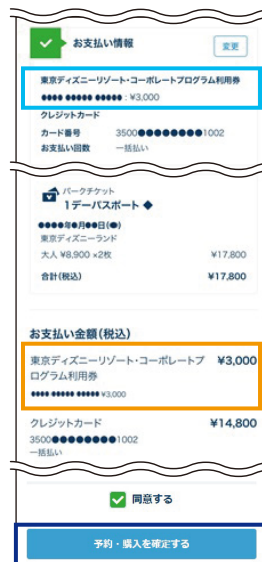 お支払い情報
変更
東京ディズニーリゾート・コーポレートプログラム利用券
●●●● ●●●●● ●●●●●：¥3,000
クレジットカード
カード番号 3500●●●●●●●●1002
お支払い回数 一括払い
パークチケット
1デーパスポート ◆
●●●●年●月●●日(●)
東京ディズニーランド
大人 ¥8,900 ×2枚 ¥17,800
合計(税込) ¥17,800
お支払い金額(税込)
東京ディズニーリゾート・コーポレートプ ¥3,000
ログラム利用券
●●●● ●●●●● ●●●●● ¥3,000
クレジットカード ¥14,800
3500●●●●●●●●1002
一括払い
同意する
予約・購入を確定する